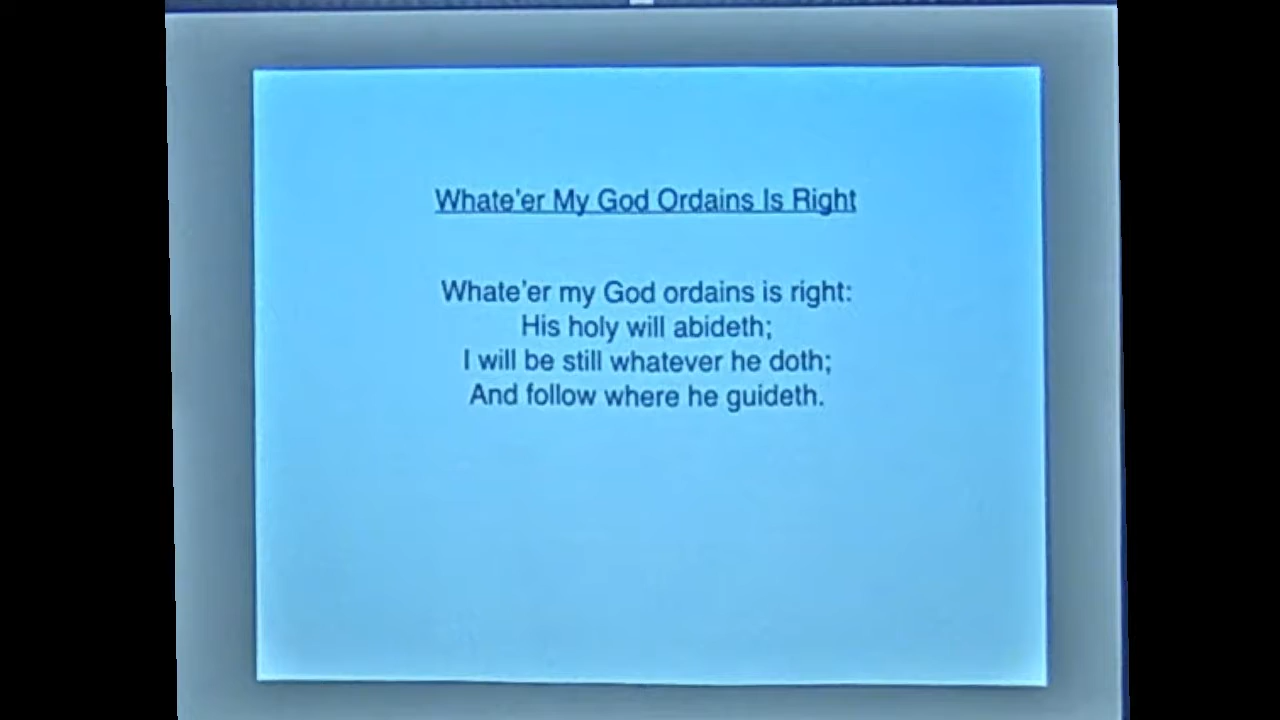 Whate'er My God Ordains Is Right
Whate'er my God ordains is right:
His holy will abideth;
I will be still whatever he doth;
And follow where he guideth.